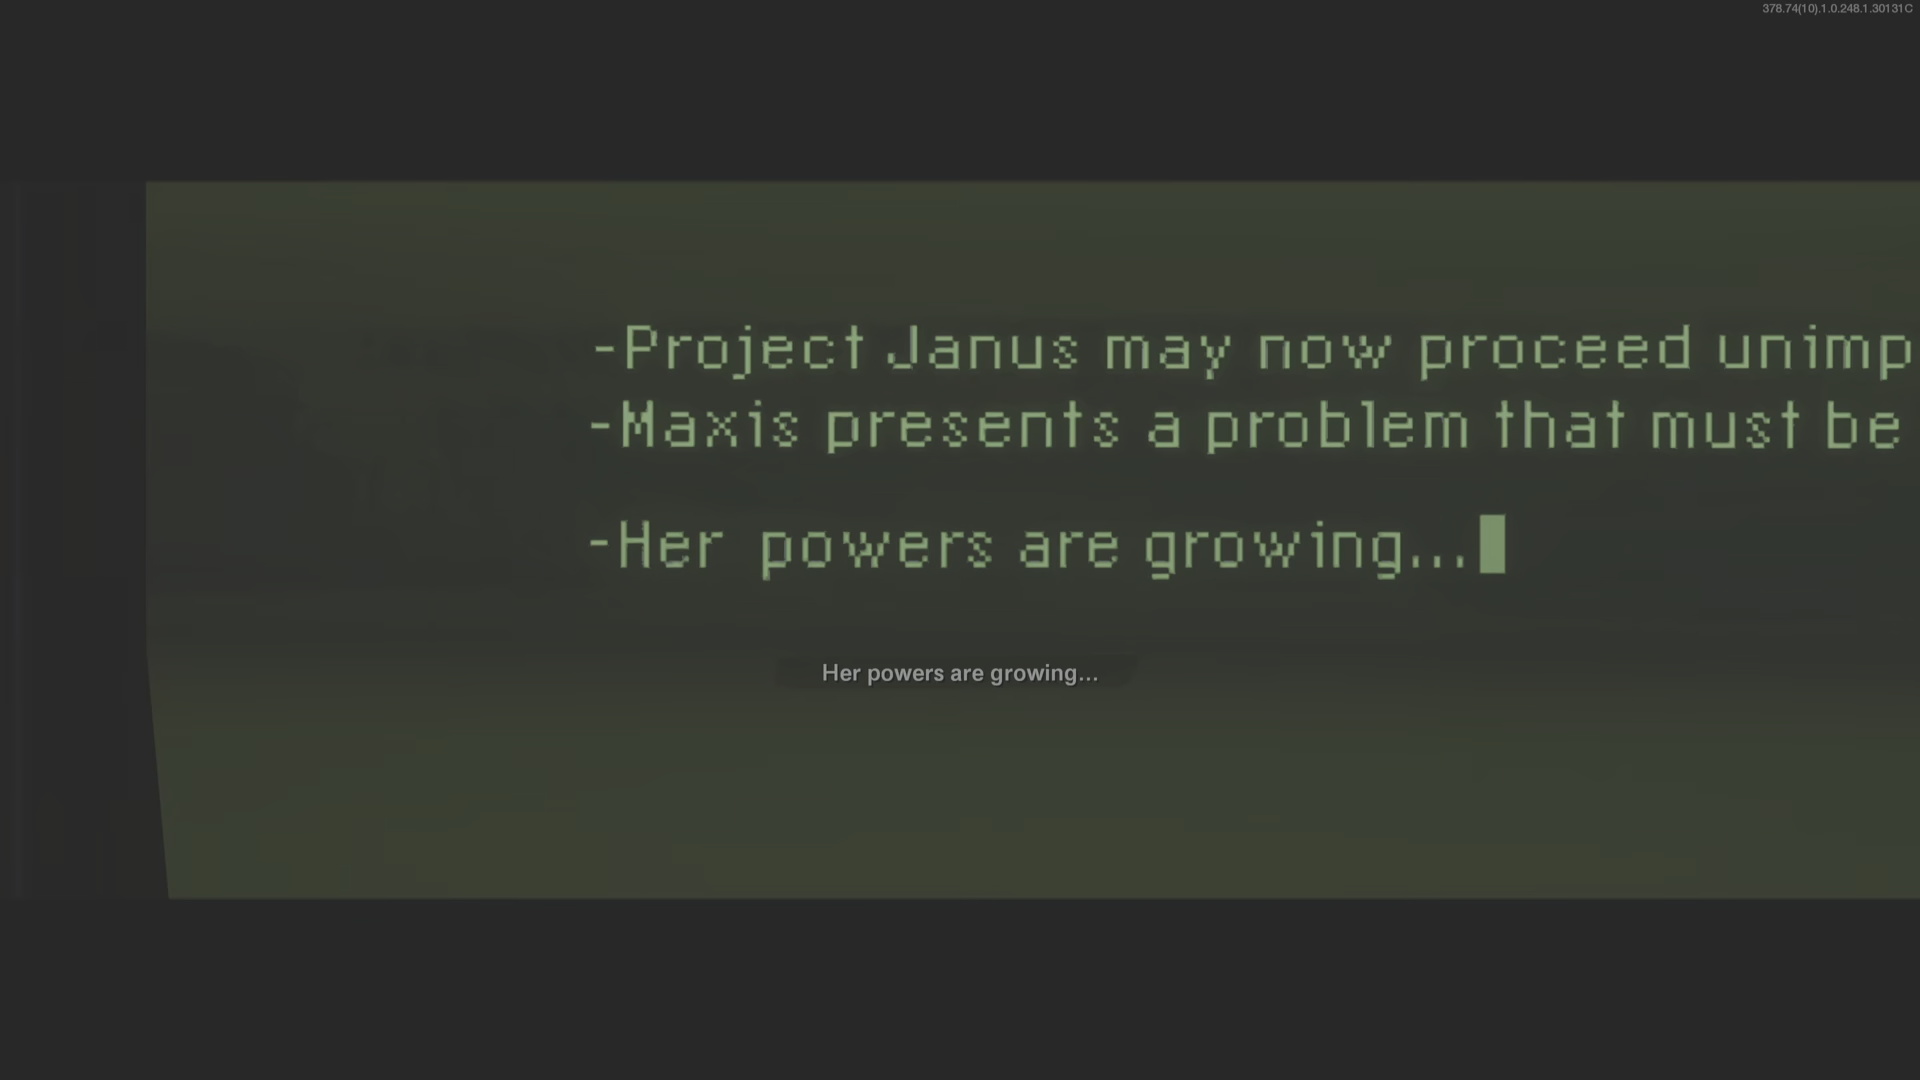 378.74(10).1.0.248.1.30131C
-Project Janus may now proceed unimp
-Maxis presents a problem that must be
-Her powers are growing...
Her powers are growing...